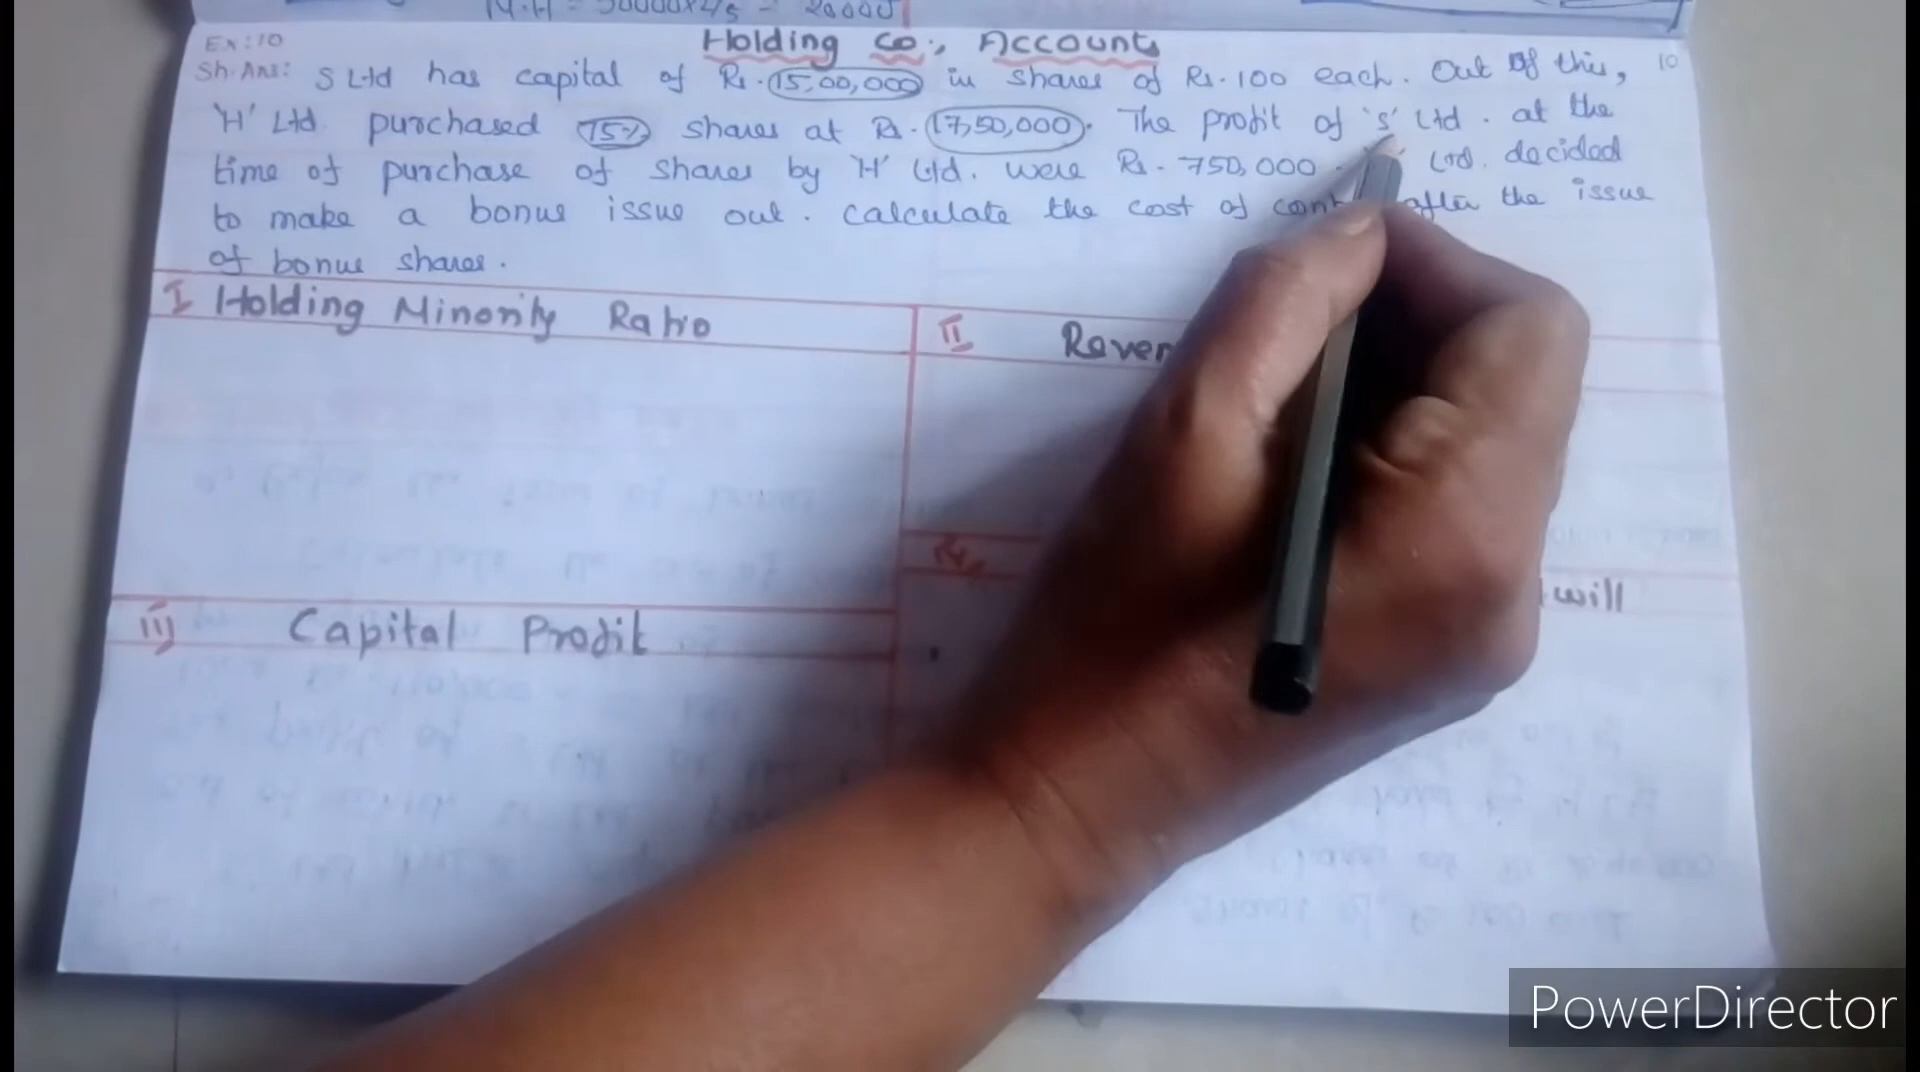 Ex:10
Holding Co., Accounts
10
Sh.Ans: S Ltd has capital of Rs. 15,00,000 in shares of Rs. 100 each. Out of this,
'H' Ltd. purchased 75% shares at Rs. 17,50,000. The profit of 'S' Ltd. at the
time of purchase of shares by 'H' Ltd. were Rs. 750,000. Ltd. decided
to make a bonus issue out. Calculate the cost of after the issue
of bonus shares.
I Holding Minority Ratio
II
III Capital Profit
will
PowerDirector